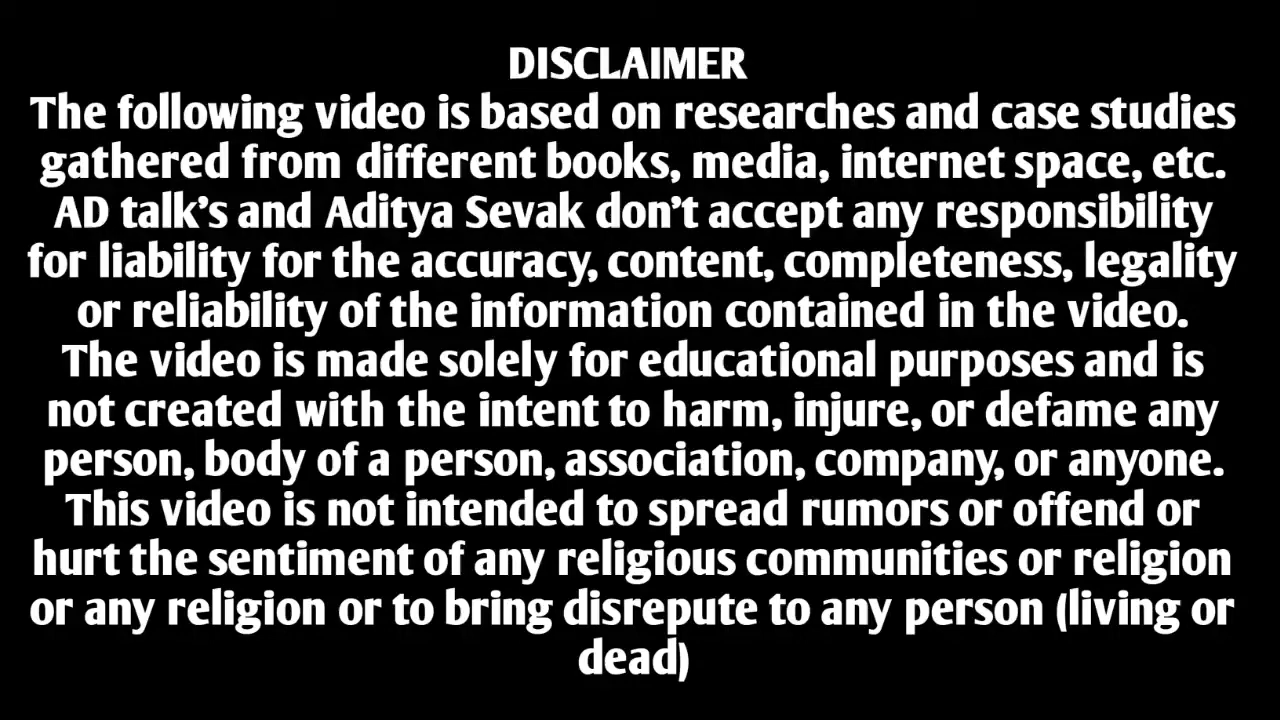 DISCLAIMER
The following video is based on researches and case studies
gathered from different books, media, internet space, etc.
AD talk's and Aditya Sevak don't accept any responsibility
for liability for the accuracy, content, completeness, legality
or reliability of the information contained in the video.
The video is made solely for educational purposes and is
not created with the intent to harm, injure, or defame any
person, body of a person, association, company, or anyone.
This video is not intended to spread rumors or offend or
hurt the sentiment of any religious communities or religion
or any religion or to bring disrepute to any person (living or
dead)